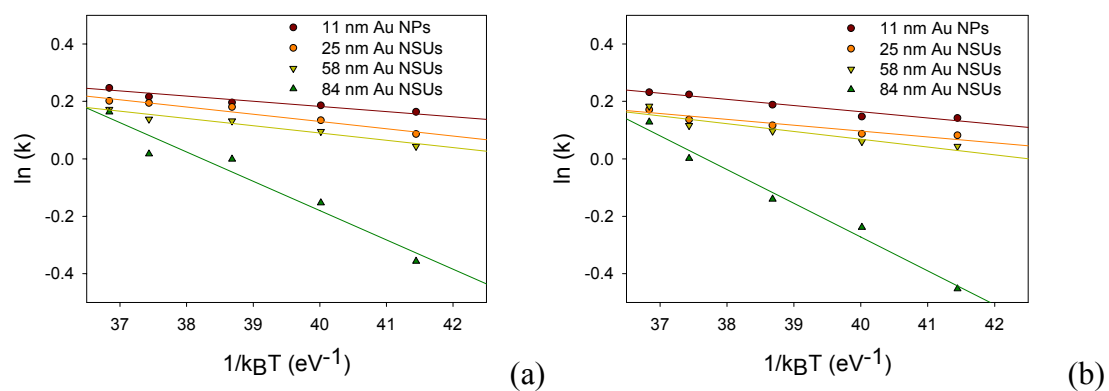 11 nm Au NPs
25 nm Au NSUs
58 nm Au NSUs
84 nm Au NSUs
0.4
0.2
0.0
-0.2
-0.4
ln (k)
37 38 39 40 41 42
1/kBT (eV-1)
(a)
11 nm Au NPs
25 nm Au NSUs
58 nm Au NSUs
84 nm Au NSUs
0.4
0.2
0.0
-0.2
-0.4
ln (k)
37 38 39 40 41 42
1/kBT (eV-1)
(b)